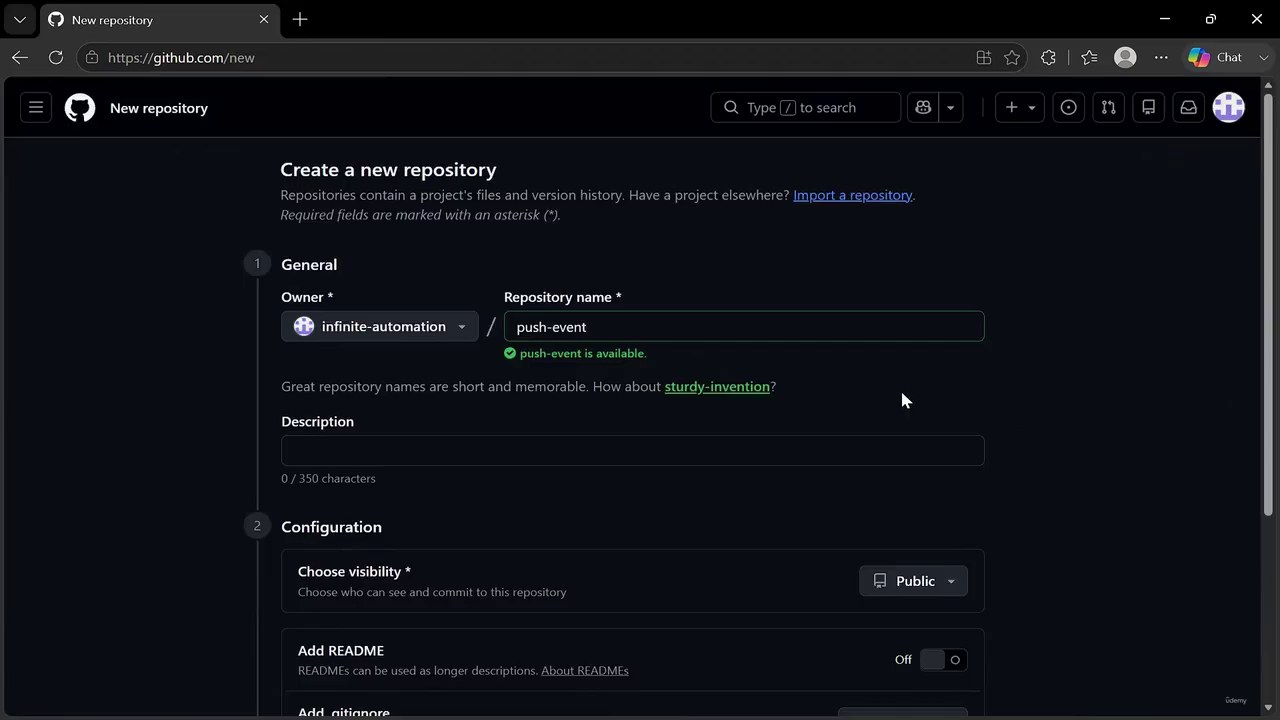 New repository
https://github.com/new
Chat
New repository
Type / to search
Create a new repository
Repositories contain a project's files and version history. Have a project elsewhere? Import a repository.
Required fields are marked with an asterisk (*).
1 General
Owner *
Repository name *
infinite-automation / push-event
push-event is available.
Great repository names are short and memorable. How about sturdy-invention?
Description
0 / 350 characters
2 Configuration
Choose visibility *
Choose who can see and commit to this repository
Public
Add README
READMEs can be used as longer descriptions. About READMEs
Off
Add .gitignore
ûdemy